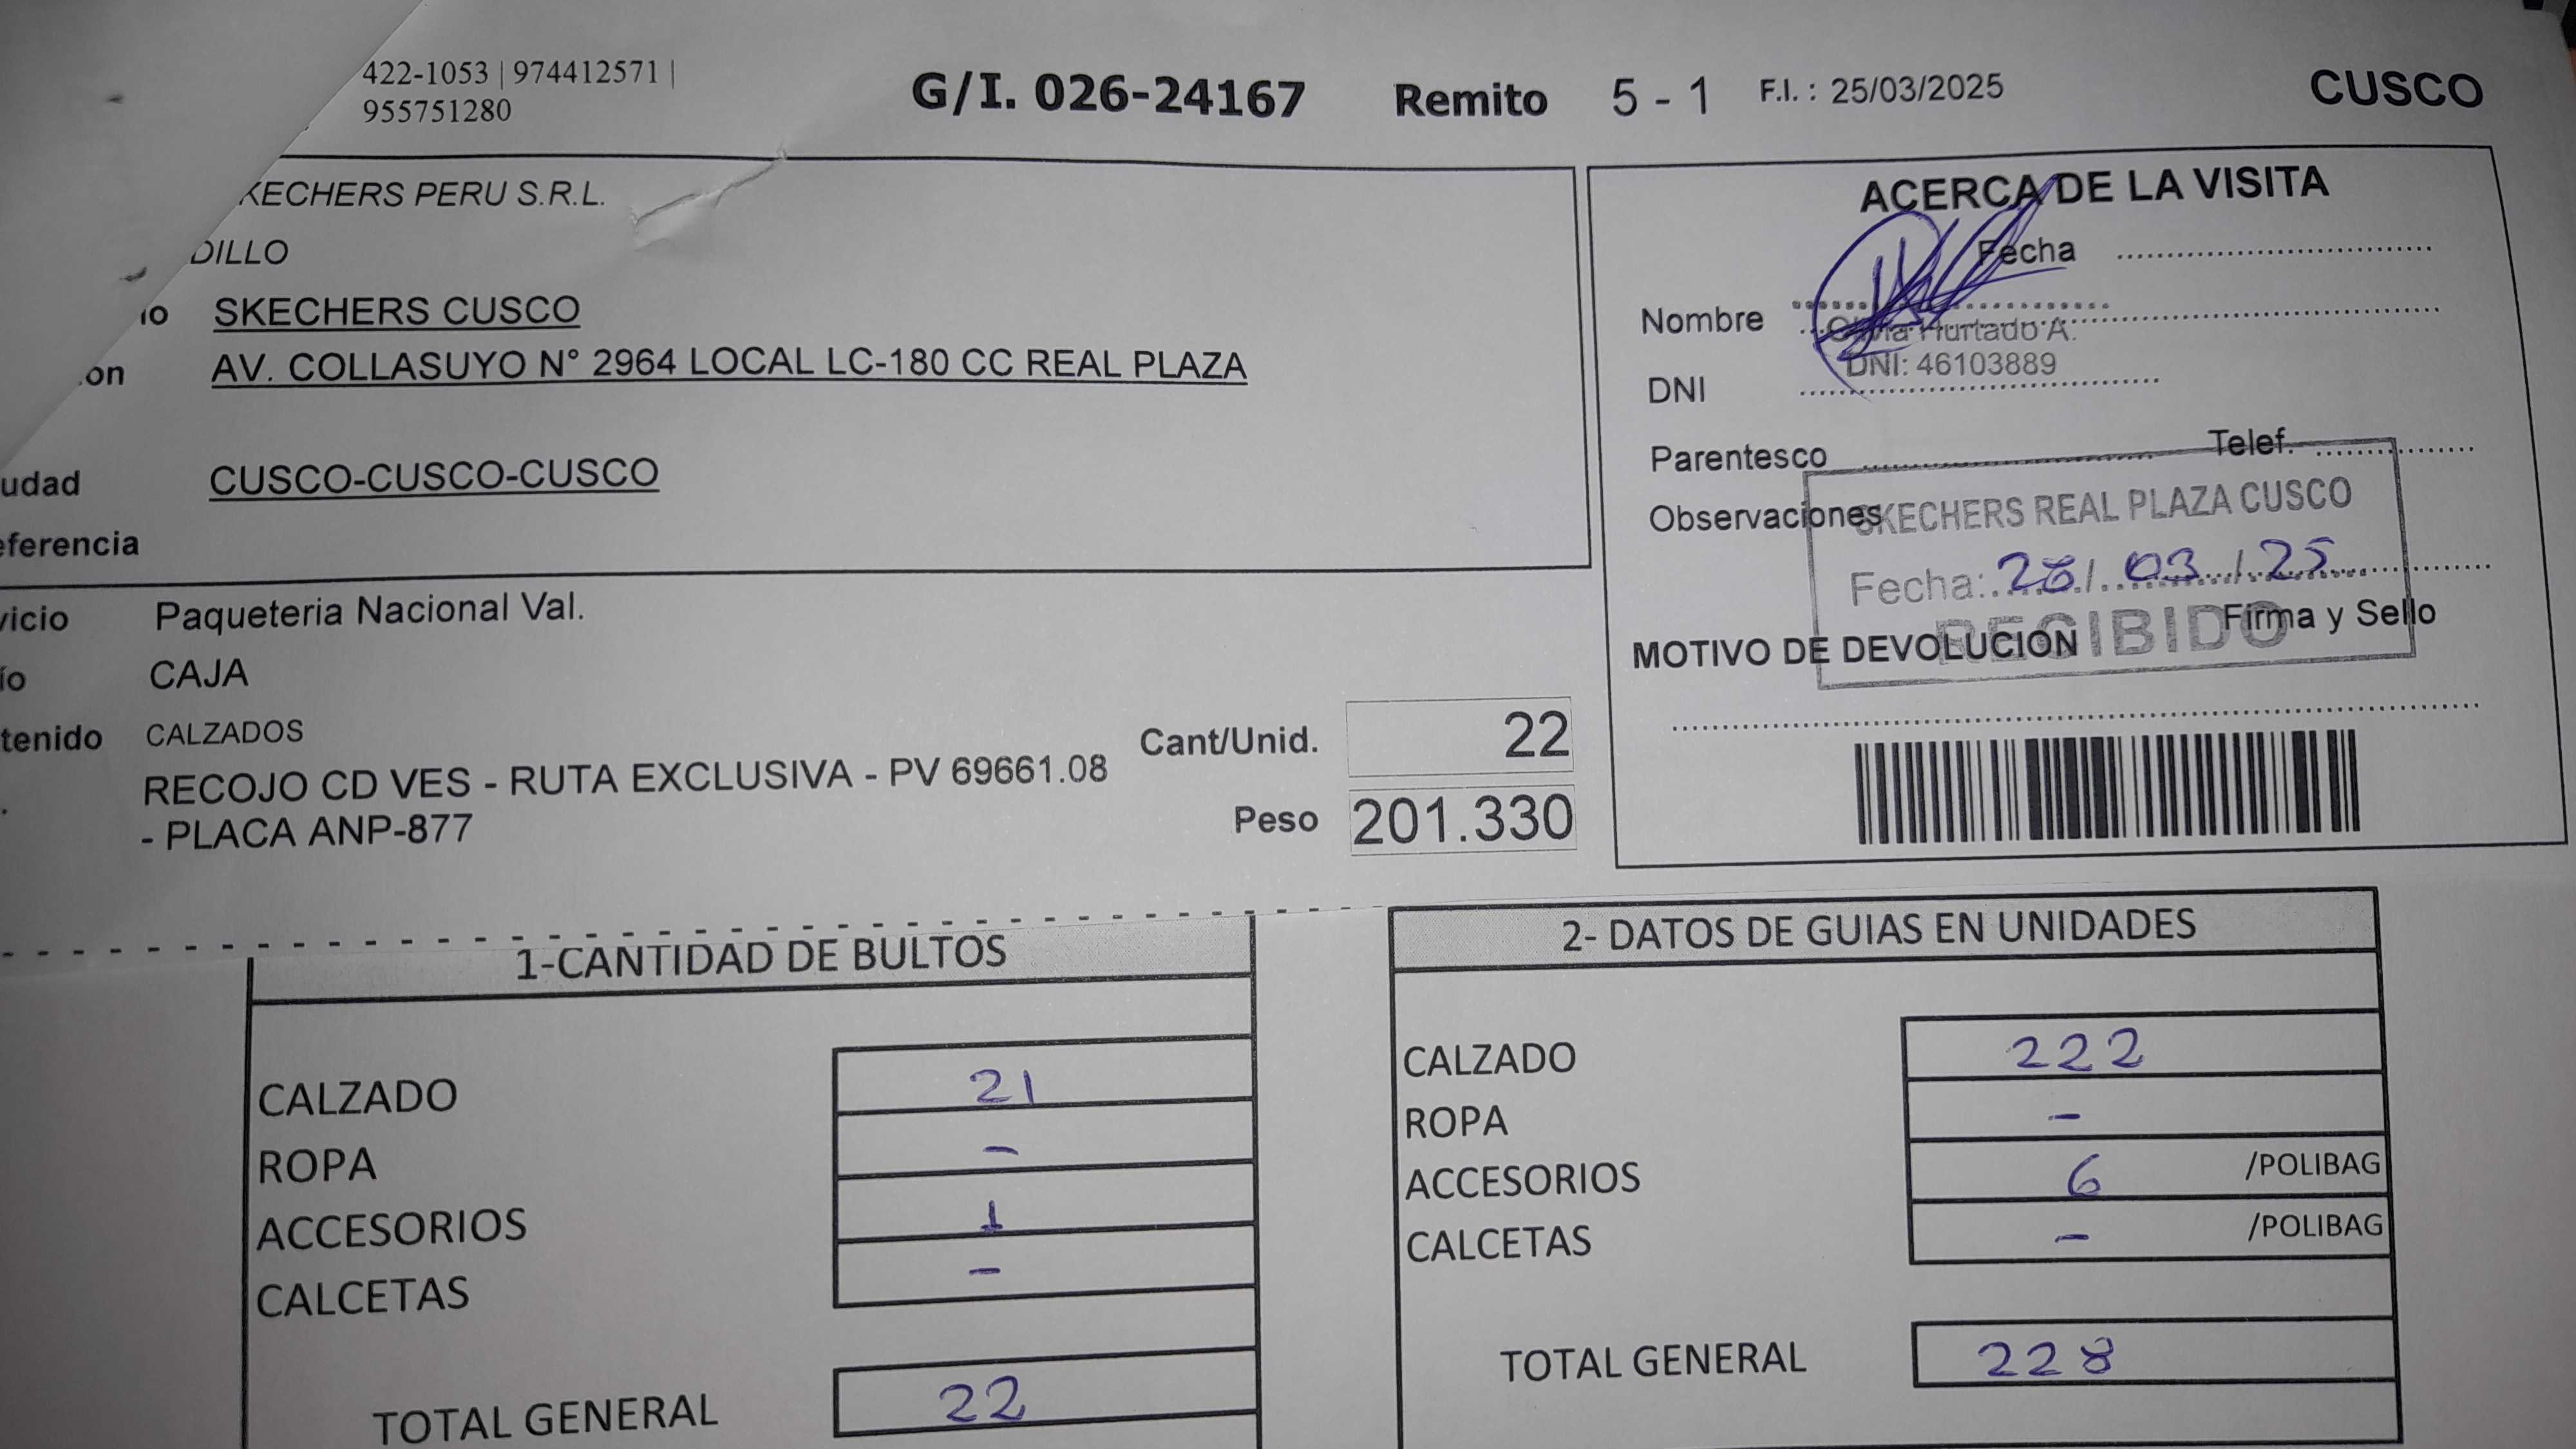 422-1053 | 974412571 |
955751280
G/I. 026-24167 Remito 5 - 1 F.I. : 25/03/2025 CUSCO
KECHERS PERU S.R.L.
DILLO
io SKECHERS CUSCO
on AV. COLLASUYO N° 2964 LOCAL LC-180 CC REAL PLAZA
udad CUSCO-CUSCO-CUSCO
eferencia
vicio Paqueteria Nacional Val.
ío CAJA
tenido CALZADOS
RECOJO CD VES - RUTA EXCLUSIVA - PV 69661.08
- PLACA ANP-877
Cant/Unid. 22
Peso 201.330
ACERCA DE LA VISITA
Fecha
Nombre
Hurtado A.
DNI: 46103889
DNI
Parentesco Telef.
Observaciones
SKECHERS REAL PLAZA CUSCO
Fecha: 26/ 03 / 25
RECIBIDO
Firma y Sello
MOTIVO DE DEVOLUCION
1-CANTIDAD DE BULTOS
CALZADO 21
ROPA -
ACCESORIOS 1
CALCETAS -
TOTAL GENERAL 22
2- DATOS DE GUIAS EN UNIDADES
CALZADO 222
ROPA -
ACCESORIOS 6 /POLIBAG
CALCETAS - /POLIBAG
TOTAL GENERAL 228